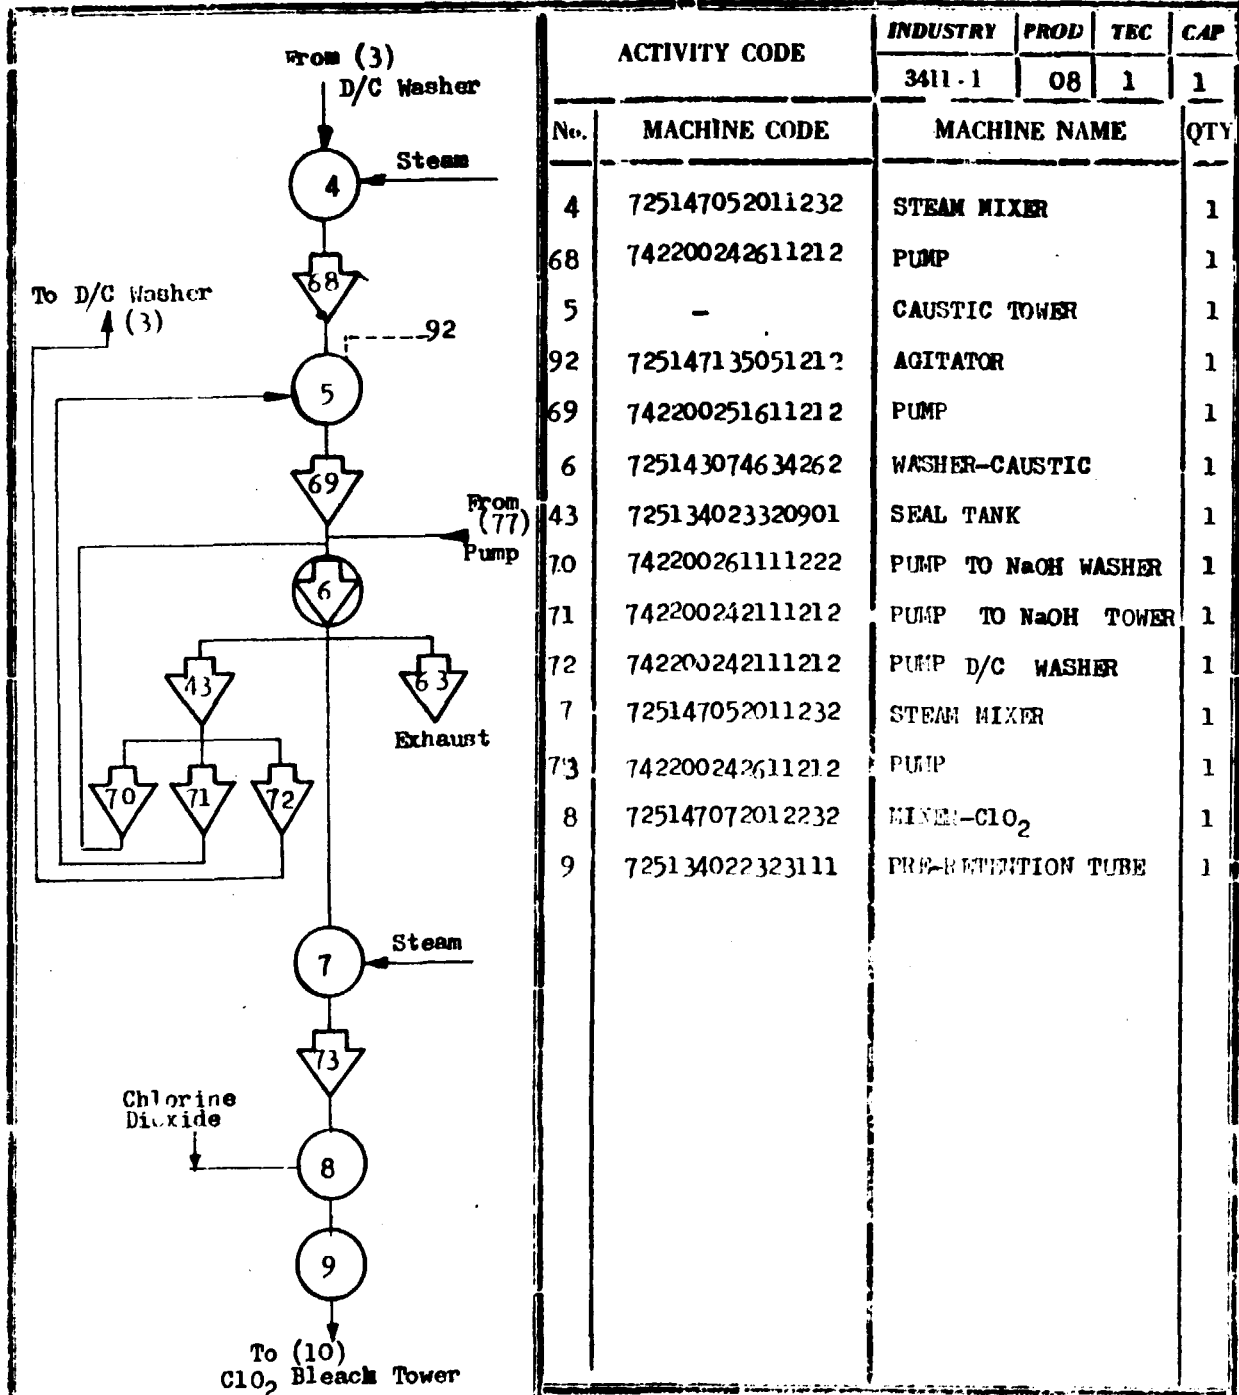 From (3)
D/C Washer
4
Steam
68
To D/C Washer
(3)
92
5
69
From
(77)
Pump
6
43
63
Exhaust
70 71 72
7
Steam
73
Chlorine
Dioxide
8
9
To (10)
ClO2 Bleach Tower
ACTIVITY CODE INDUSTRY PROD TEC CAP
3411.1 08 1 1
No. MACHINE CODE MACHINE NAME QTY
4 725147052011232 STEAM MIXER 1
68 742200242611212 PUMP 1
5 – CAUSTIC TOWER 1
92 725147135051212 AGITATOR 1
69 742200251611212 PUMP 1
6 725143074634262 WASHER-CAUSTIC 1
43 725134023320901 SEAL TANK 1
70 742200261111222 PUMP TO NaOH WASHER 1
71 742200242111212 PUMP TO NaOH TOWER 1
72 742200242111212 PUMP D/C WASHER 1
7 725147052011232 STEAM MIXER 1
73 742200242611212 PUMP 1
8 725147072012232 MIXER-ClO2 1
9 725134022323111 PRE-RETENTION TUBE 1